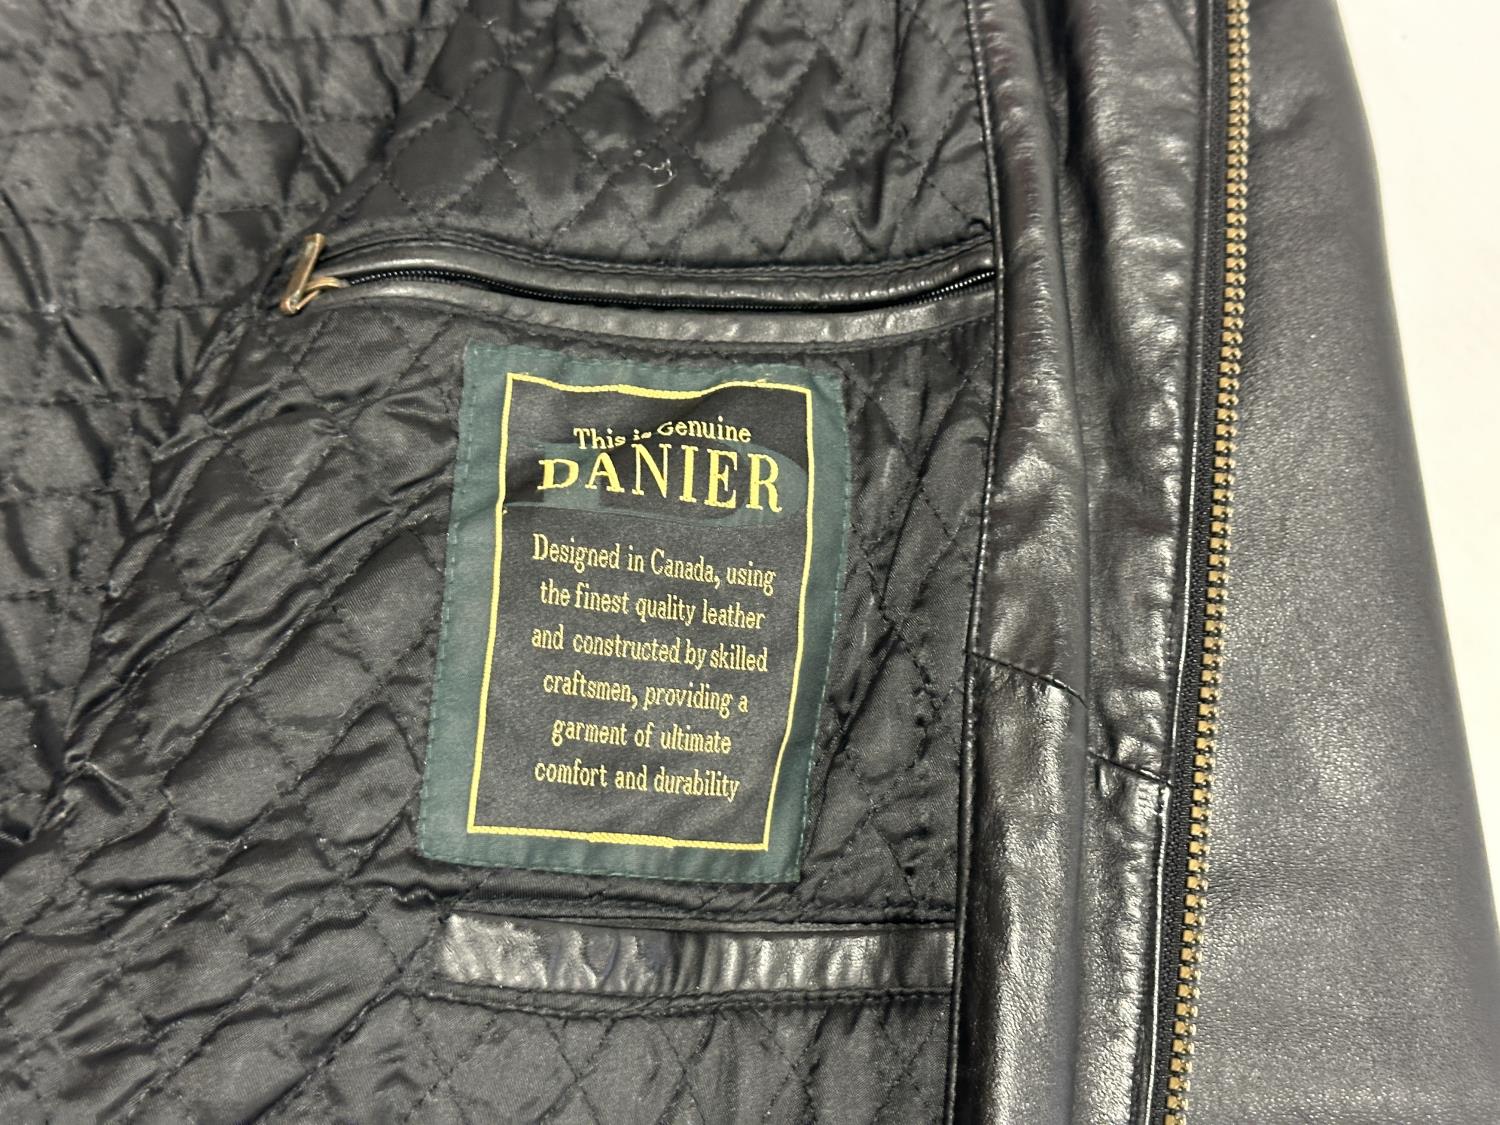 This is Genuine
DANIER
Designed in Canada, using
the finest quality leather
and constructed by skilled
craftsmen, providing a
garment of ultimate
comfort and durability